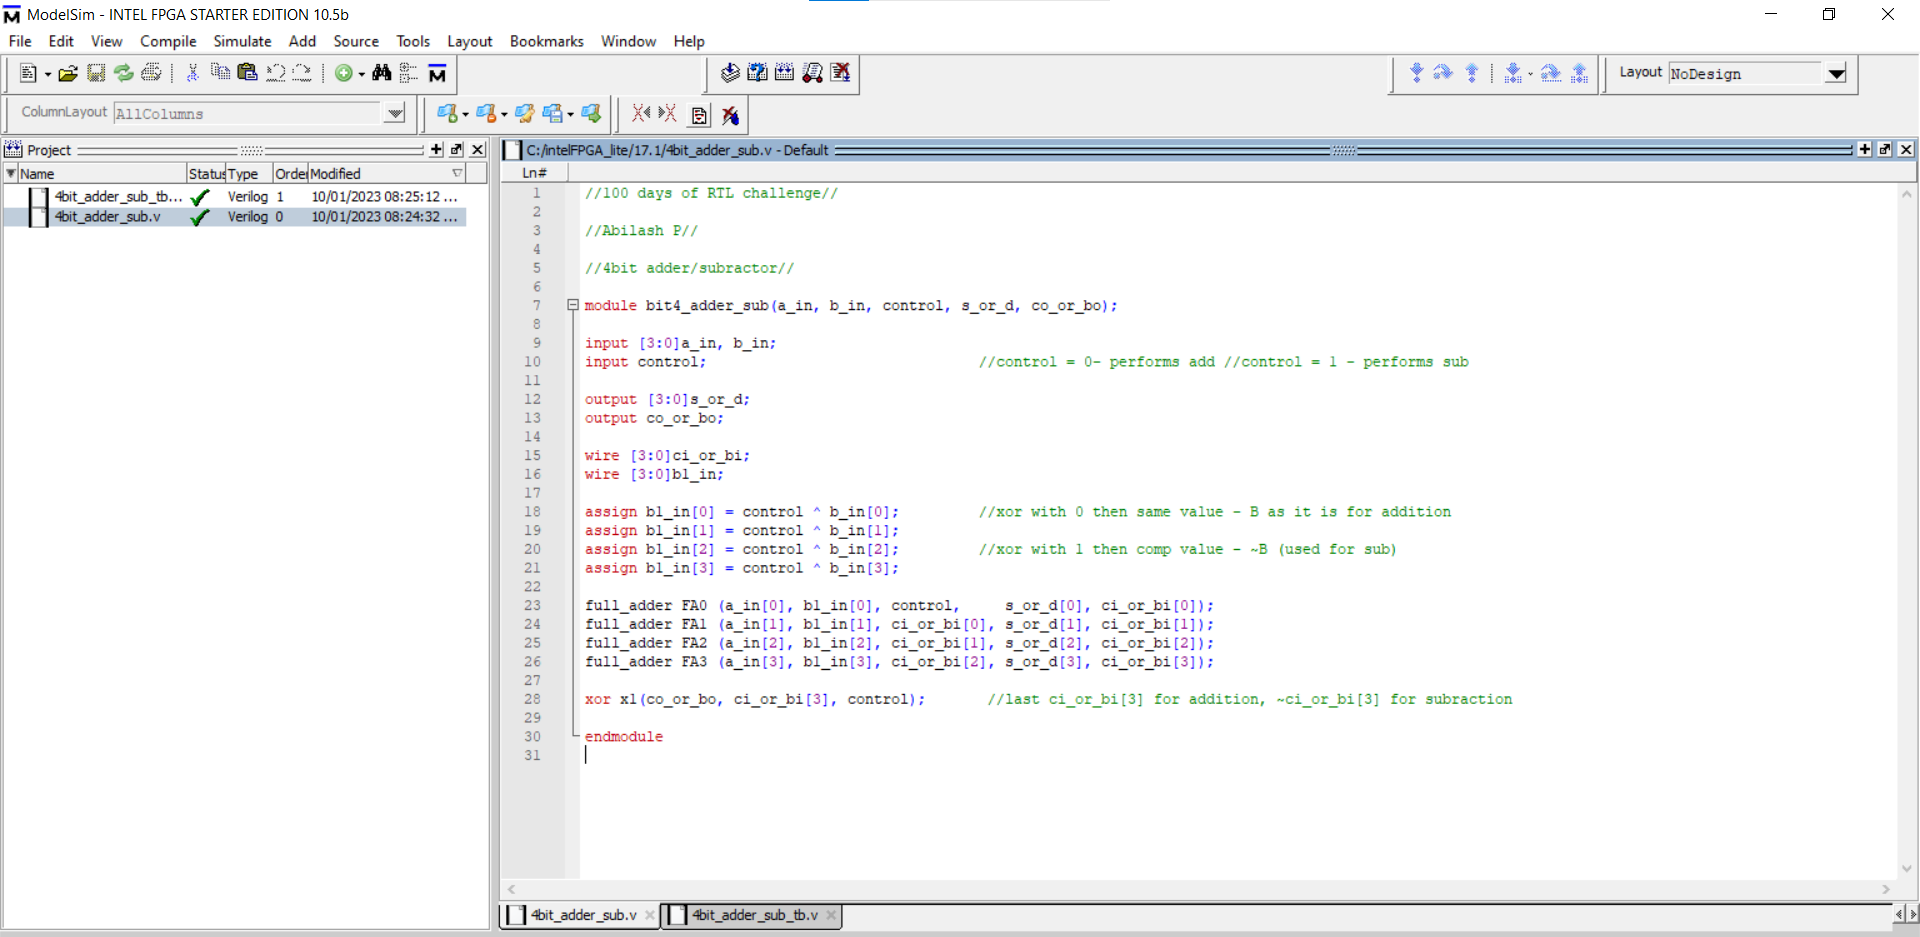 ModelSim - INTEL FPGA STARTER EDITION 10.5b
File Edit View Compile Simulate Add Source Tools Layout Bookmarks Window Help
Layout NoDesign
ColumnLayout AllColumns
Project
Name Status Type Order Modified
4bit_adder_sub_tb... Verilog 1 10/01/2023 08:25:12 ...
4bit_adder_sub.v Verilog 0 10/01/2023 08:24:32 ...
C:/intelFPGA_lite/17.1/4bit_adder_sub.v - Default
Ln#
1 //100 days of RTL challenge//
2
3 //Abilash P//
4
5 //4bit adder/subractor//
6
7 module bit4_adder_sub(a_in, b_in, control, s_or_d, co_or_bo);
8
9 input [3:0]a_in, b_in;
10 input control; //control = 0- performs add //control = 1 - performs sub
11
12 output [3:0]s_or_d;
13 output co_or_bo;
14
15 wire [3:0]ci_or_bi;
16 wire [3:0]b1_in;
17
18 assign b1_in[0] = control ^ b_in[0]; //xor with 0 then same value - B as it is for addition
19 assign b1_in[1] = control ^ b_in[1];
20 assign b1_in[2] = control ^ b_in[2]; //xor with 1 then comp value - ~B (used for sub)
21 assign b1_in[3] = control ^ b_in[3];
22
23 full_adder FA0 (a_in[0], b1_in[0], control, s_or_d[0], ci_or_bi[0]);
24 full_adder FA1 (a_in[1], b1_in[1], ci_or_bi[0], s_or_d[1], ci_or_bi[1]);
25 full_adder FA2 (a_in[2], b1_in[2], ci_or_bi[1], s_or_d[2], ci_or_bi[2]);
26 full_adder FA3 (a_in[3], b1_in[3], ci_or_bi[2], s_or_d[3], ci_or_bi[3]);
27
28 xor x1(co_or_bo, ci_or_bi[3], control); //last ci_or_bi[3] for addition, ~ci_or_bi[3] for subraction
29
30 endmodule
31
4bit_adder_sub.v 4bit_adder_sub_tb.v